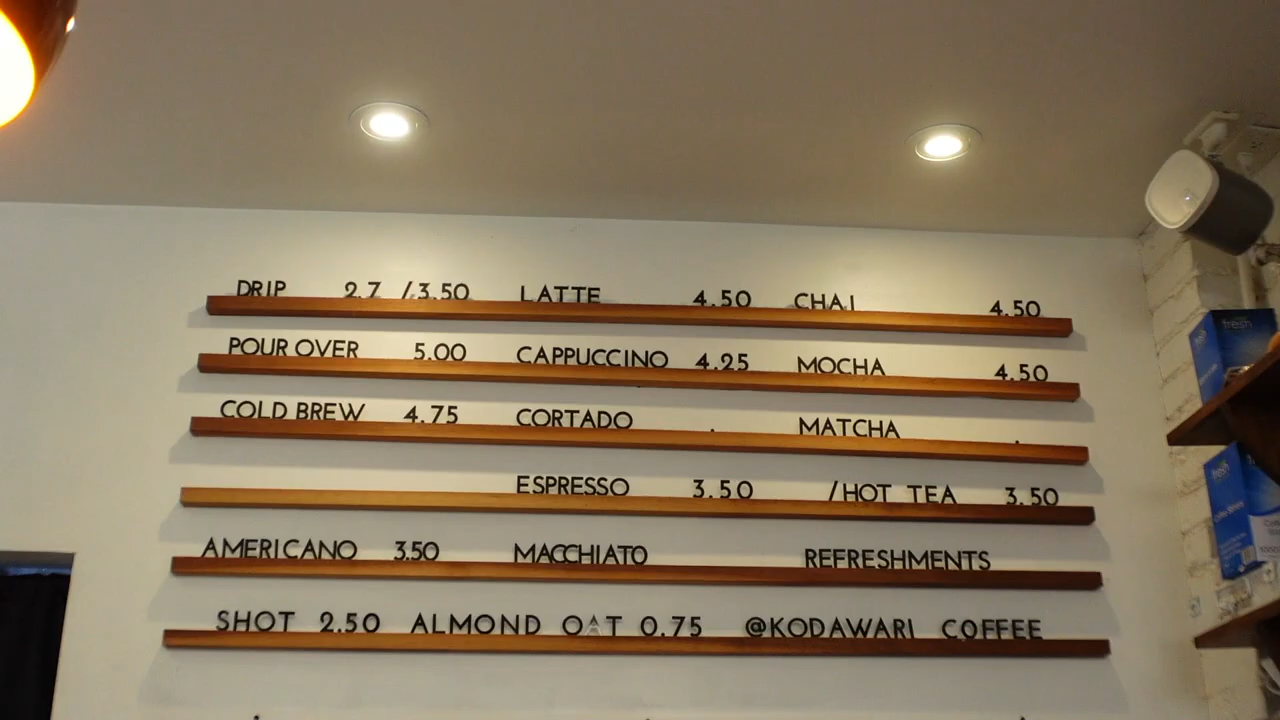 DRIP 2.7 /3.50 LATTE 4.50 CHAI 4.50
POUR OVER 5.00 CAPPUCCINO 4.25 MOCHA 4.50
COLD BREW 4.75 CORTADO . MATCHA .
ESPRESSO 3.50 /HOT TEA 3.50
AMERICANO 3.50 MACCHIATO REFRESHMENTS
SHOT 2.50 ALMOND OAT 0.75 @KODAWARI COFFEE
fresh
fresh